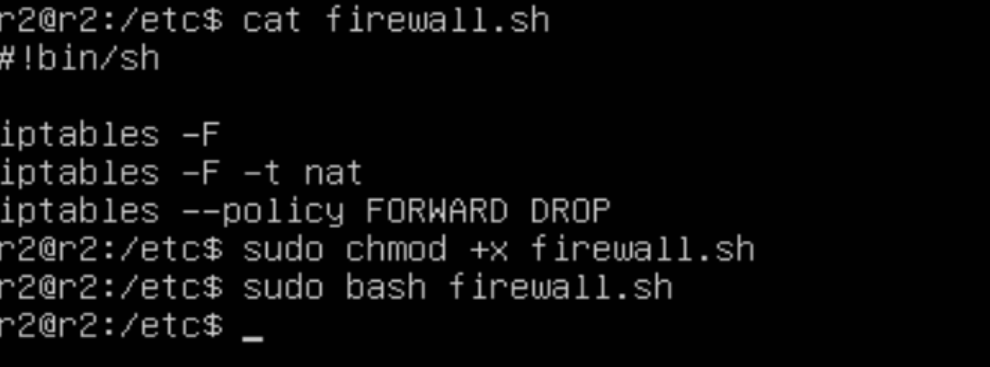 r2@r2:/etc$ cat firewall.sh
#!bin/sh
iptables -F
iptables -F -t nat
iptables --policy FORWARD DROP
r2@r2:/etc$ sudo chmod +x firewall.sh
r2@r2:/etc$ sudo bash firewall.sh
r2@r2:/etc$ _